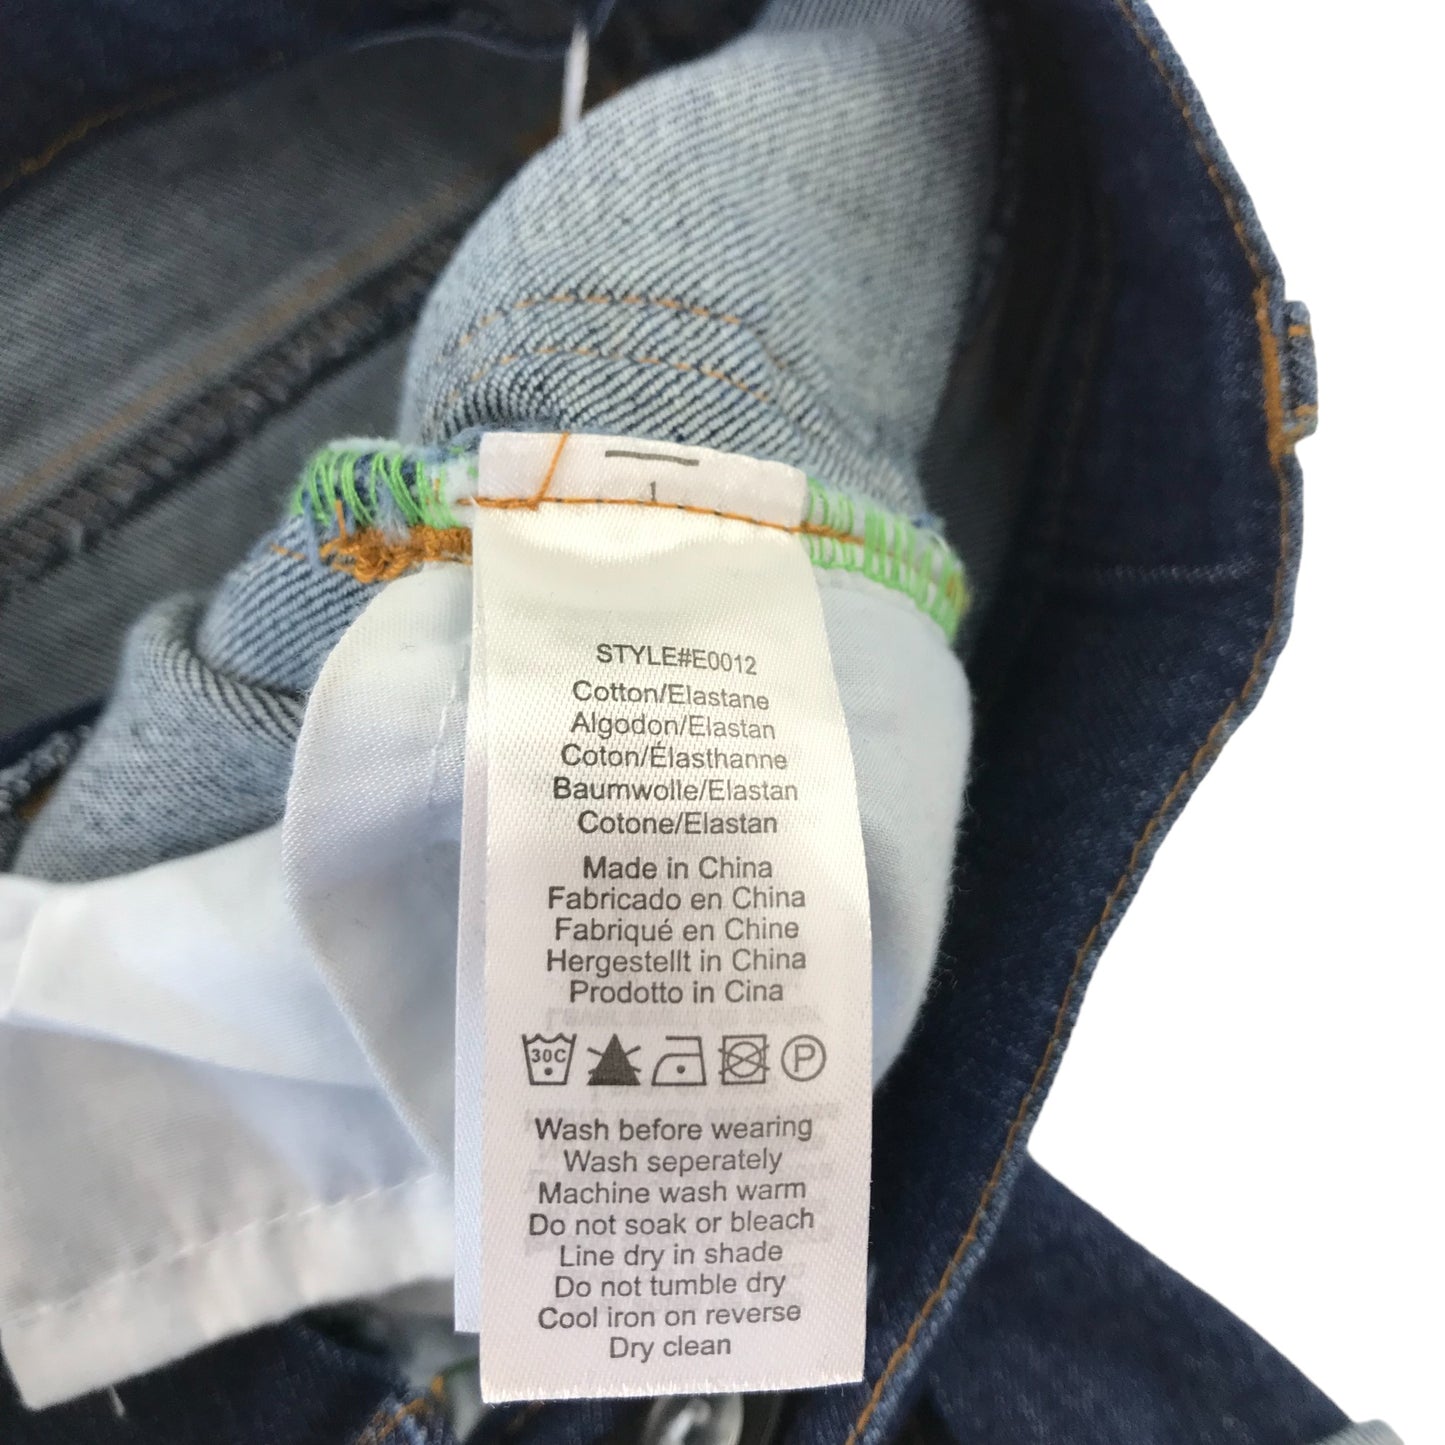 1
STYLE#E0012
Cotton/Elastane
Algodon/Elastan
Coton/Élasthanne
Baumwolle/Elastan
Cotone/Elastan
Made in China
Fabricado en China
Fabriqué en Chine
Hergestellt in China
Prodotto in Cina
30C P
Wash before wearing
Wash seperately
Machine wash warm
Do not soak or bleach
Line dry in shade
Do not tumble dry
Cool iron on reverse
Dry clean